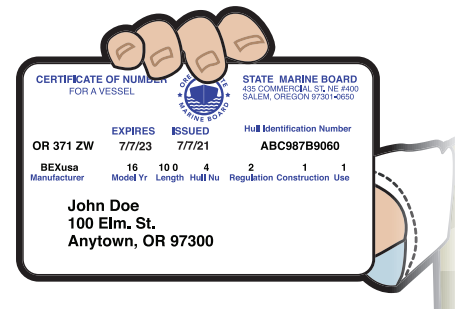 CERTIFICATE OF NUMBER
FOR A VESSEL
OREGON STATE
MARINE BOARD
STATE MARINE BOARD
435 COMMERCIAL ST, NE #400
SALEM, OREGON 97301-0650
EXPIRES ISSUED Hull Identification Number
OR 371 ZW 7/7/23 7/7/21 ABC987B9060
BEXusa 16 10 0 4 2 1 1
Manufacturer Model Yr Length Hull Nu Regulation Construction Use
John Doe
100 Elm. St.
Anytown, OR 97300